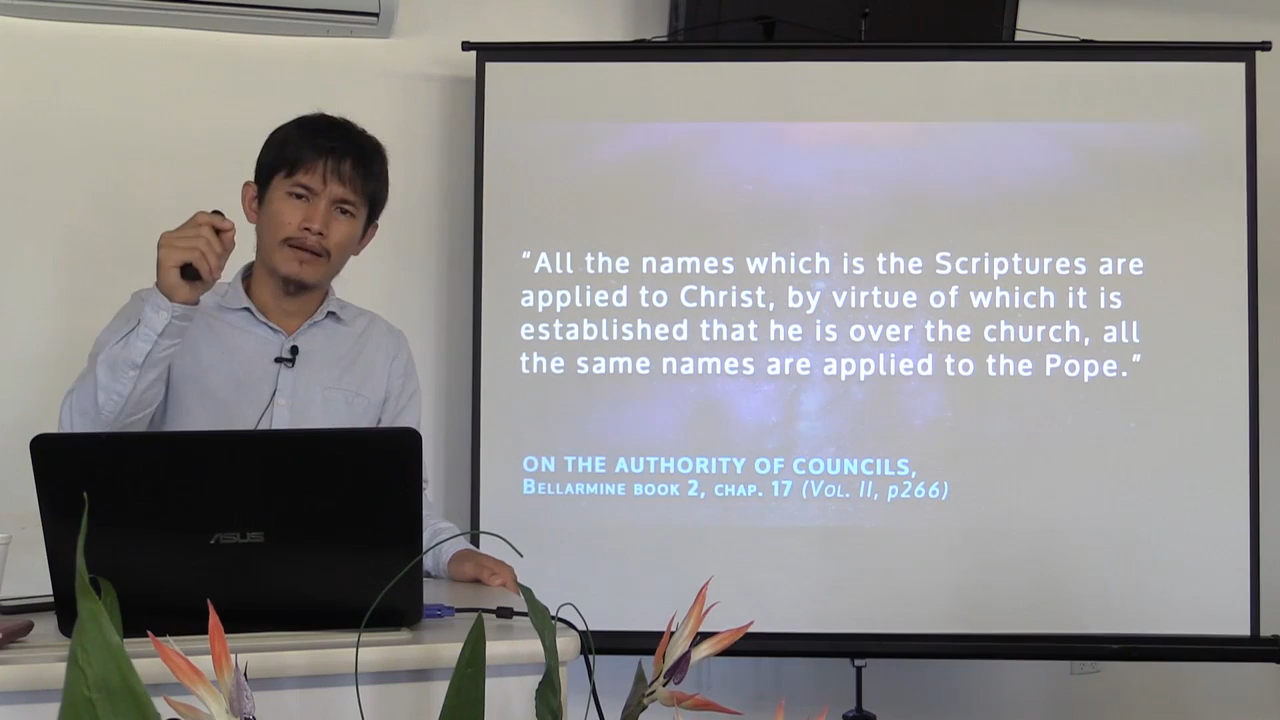 “All the names which is the Scriptures are
applied to Christ, by virtue of which it is
established that he is over the church, all
the same names are applied to the Pope.”
ON THE AUTHORITY OF COUNCILS,
BELLARMINE BOOK 2, CHAP. 17 (VOL. II, p266)
ASUS